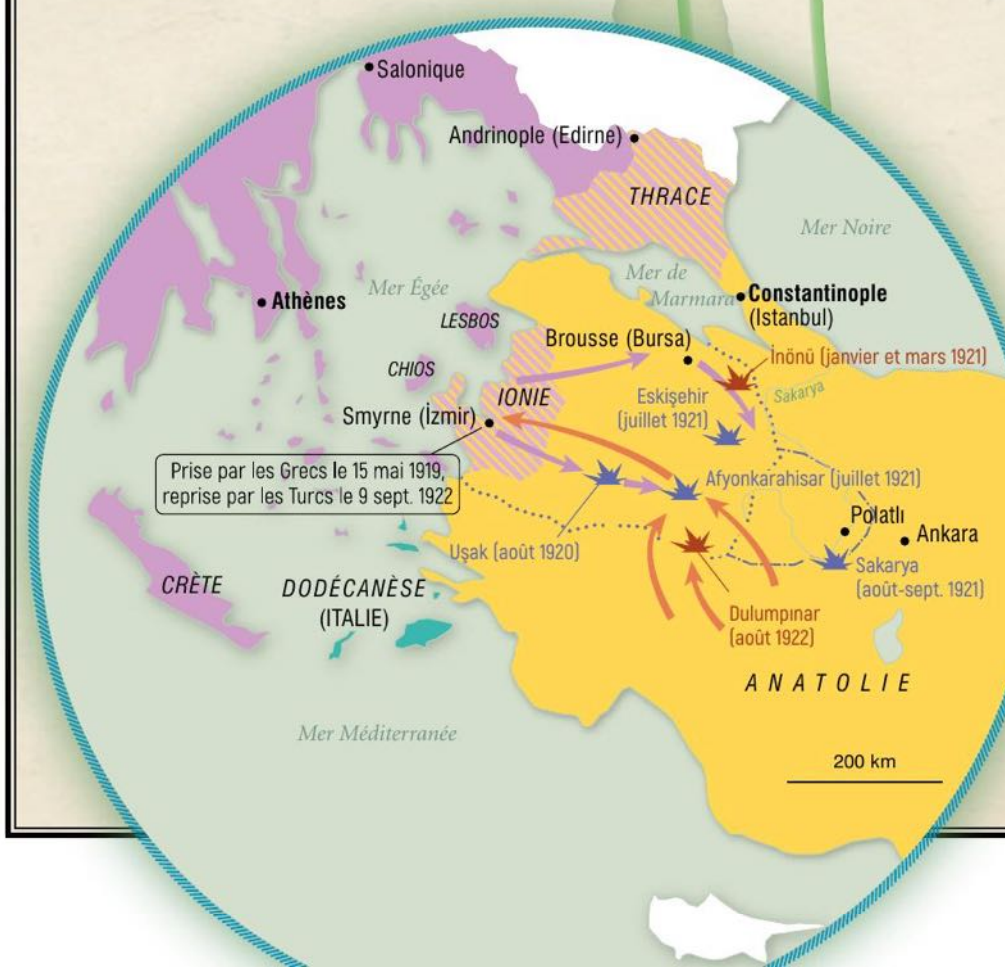 Salonique
Andrinople (Edirne)
THRACE
Mer Noire
Mer Égée
Mer de
Marmara
Athènes
Constantinople
(Istanbul)
LESBOS
Brousse (Bursa)
İnönü (janvier et mars 1921)
CHIOS
Eskişehir
(juillet 1921)
Sakarya
IONIE
Smyrne (İzmir)
Prise par les Grecs le 15 mai 1919,
reprise par les Turcs le 9 sept. 1922
Afyonkarahisar (juillet 1921)
Polatlı
Ankara
Uşak (août 1920)
Sakarya
(août-sept. 1921)
CRÈTE
DODÉCANÈSE
(ITALIE)
Dulumpınar
(août 1922)
ANATOLIE
Mer Méditerranée
200 km